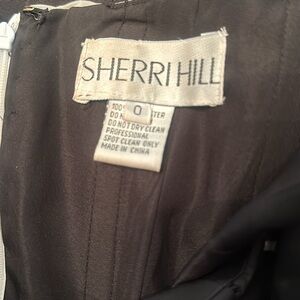 SHERRI HILL
0
100%
DO NOT DRY CLEAN
PROFESSIONAL
SPOT CLEAN ONLY
MADE IN CHINA